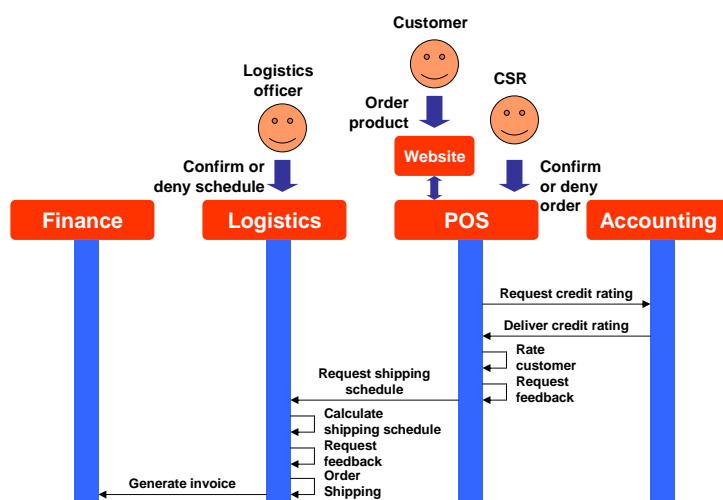 Customer
Logistics
officer
CSR
Order
product
Website
Confirm or
deny schedule
Confirm
or deny
order
Finance
Logistics
POS
Accounting
Request credit rating
Deliver credit rating
Rate
customer
Request shipping
schedule
Request
feedback
Calculate
shipping schedule
Request
feedback
Order
Shipping
Generate invoice